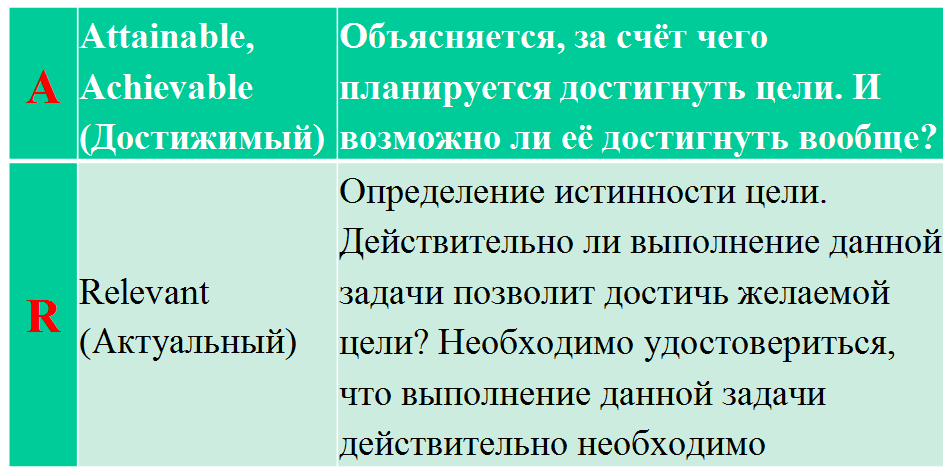 A
Attainable,
Achievable
(Достижимый)
Объясняется, за счёт чего
планируется достигнуть цели. И
возможно ли её достигнуть вообще?
R
Relevant
(Актуальный)
Определение истинности цели.
Действительно ли выполнение данной
задачи позволит достичь желаемой
цели? Необходимо удостовериться,
что выполнение данной задачи
действительно необходимо